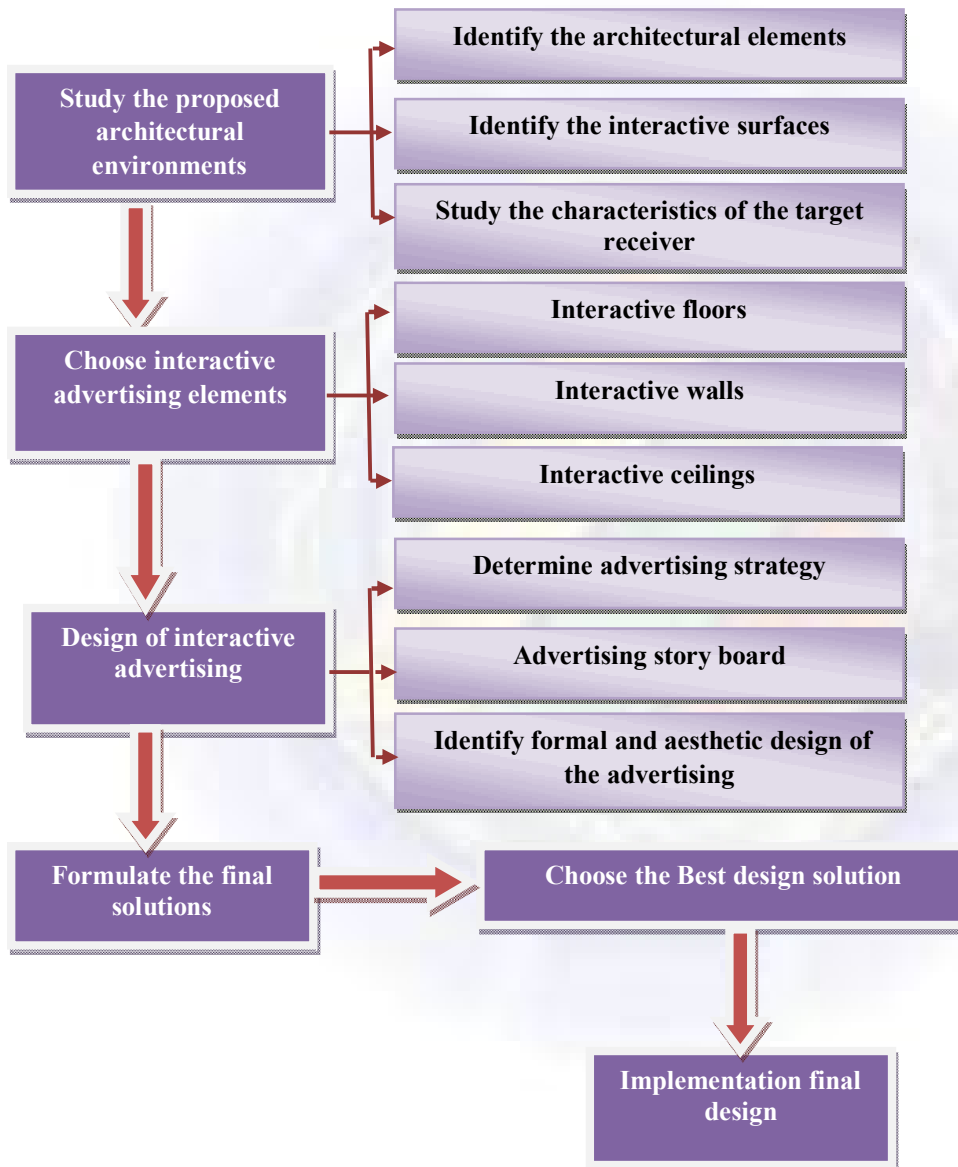 Study the proposed
architectural
environments
Identify the architectural elements
Identify the interactive surfaces
Study the characteristics of the target
receiver
Choose interactive
advertising elements
Interactive floors
Interactive walls
Interactive ceilings
Design of interactive
advertising
Determine advertising strategy
Advertising story board
Identify formal and aesthetic design of
the advertising
Formulate the final
solutions
Choose the Best design solution
Implementation final
design